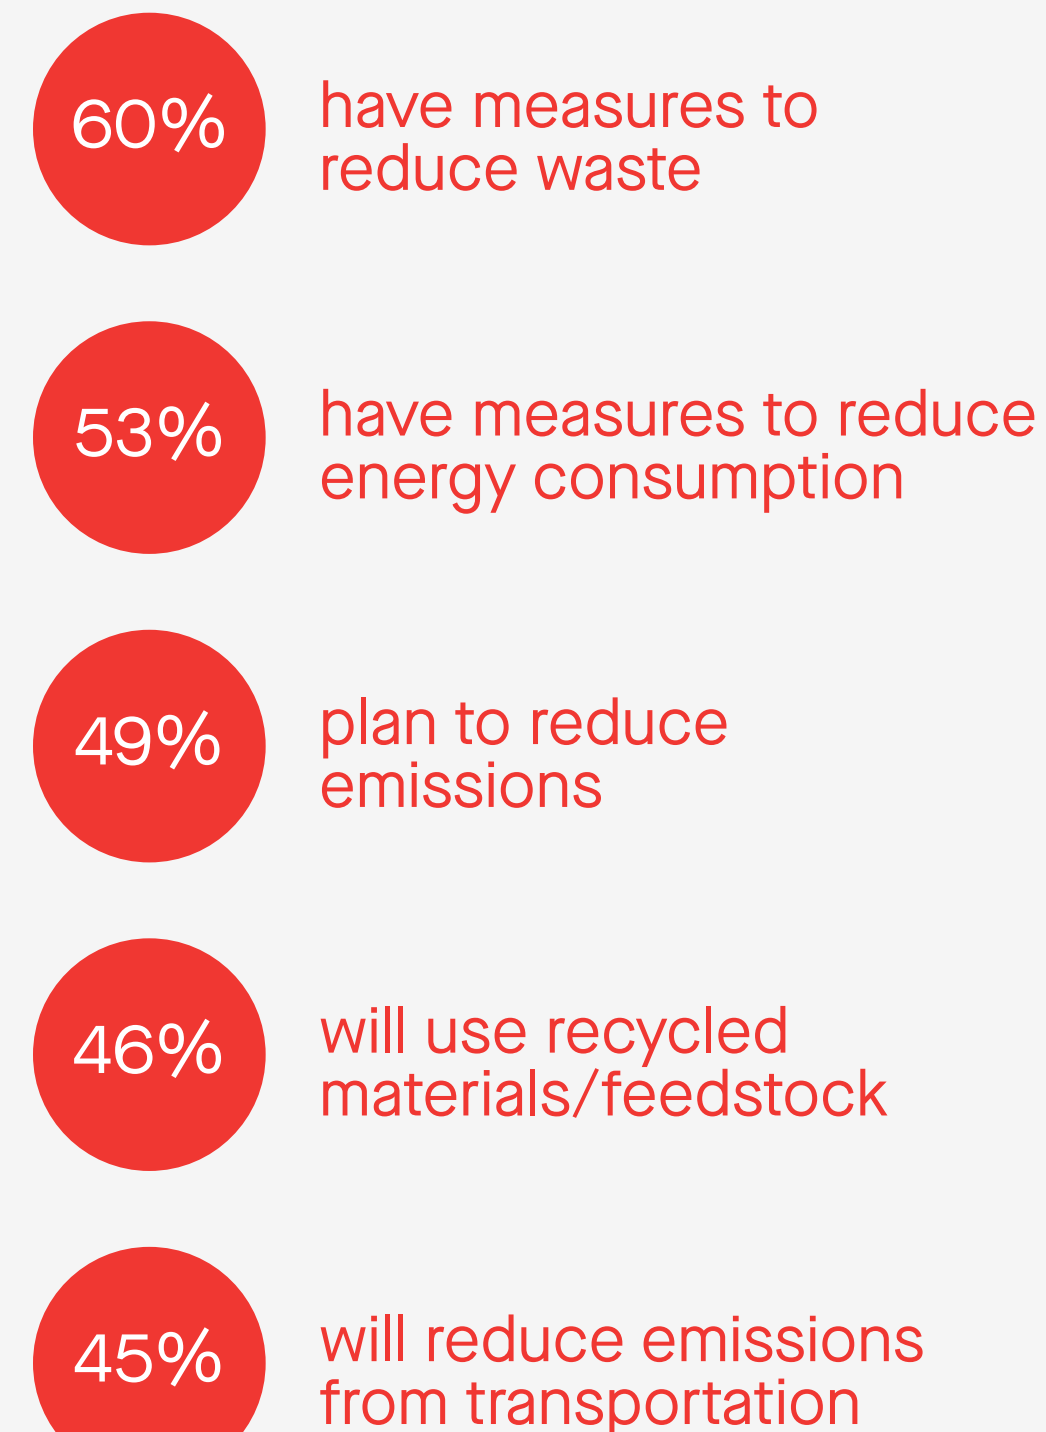 60%
have measures to
reduce waste
53%
have measures to reduce
energy consumption
49%
plan to reduce
emissions
46%
will use recycled
materials/feedstock
45%
will reduce emissions
from transportation